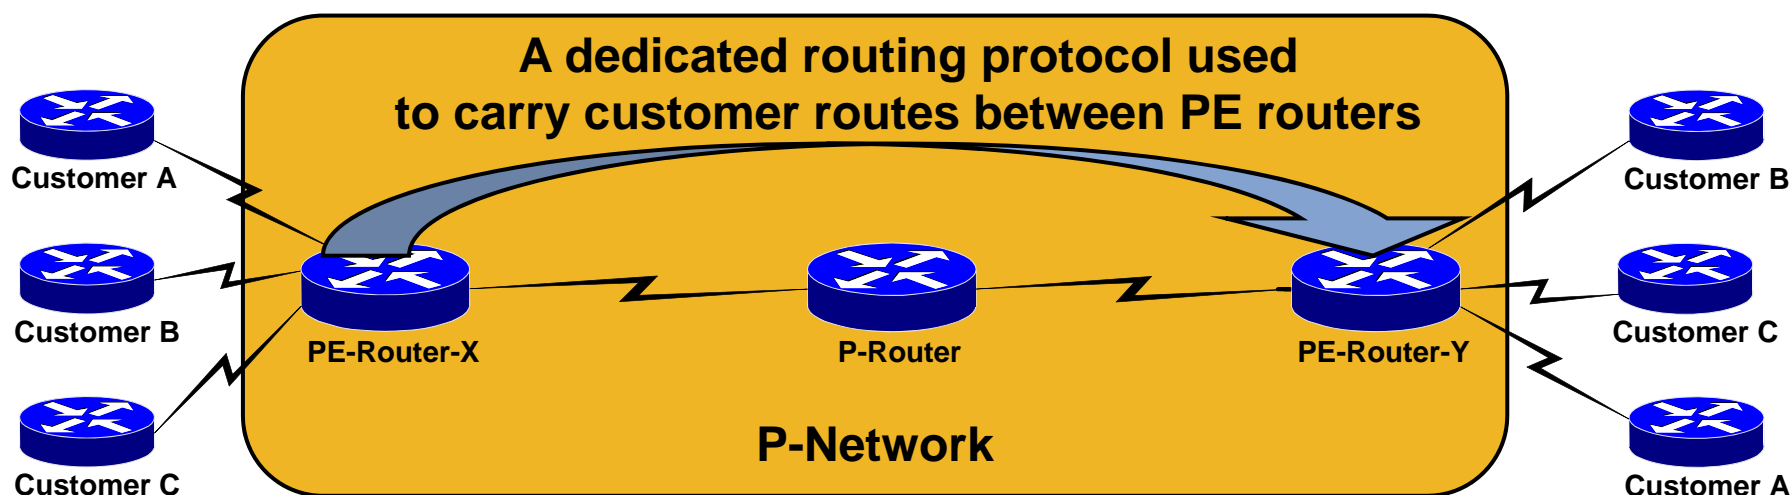 A dedicated routing protocol used
to carry customer routes between PE routers
Customer A
Customer B
Customer C
PE-Router-X
P-Router
PE-Router-Y
P-Network
Customer B
Customer C
Customer A